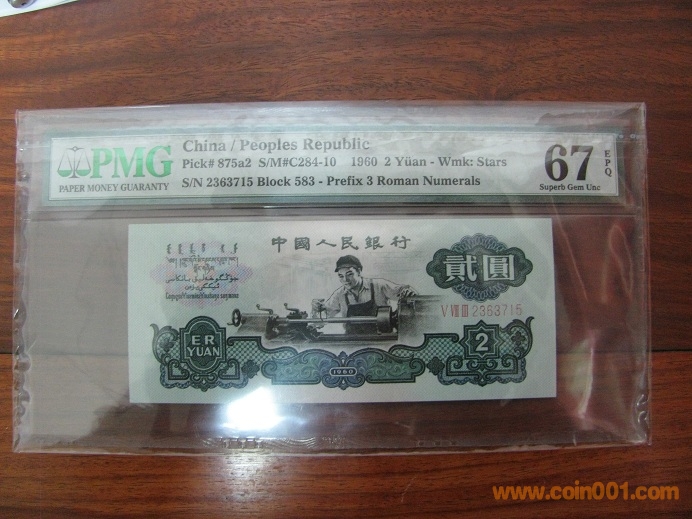 PMG
PAPER MONEY GUARANTY
China / Peoples Republic
Pick# 875a2 S/M#C284-10 1960 2 Yüan - Wmk: Stars
S/N 2363715 Block 583 - Prefix 3 Roman Numerals
67 EPQ
Superb Gem Unc
中國人民銀行
貳圓
V VIII III 2363715
ER
YUAN
1960
2
www.coin001.com